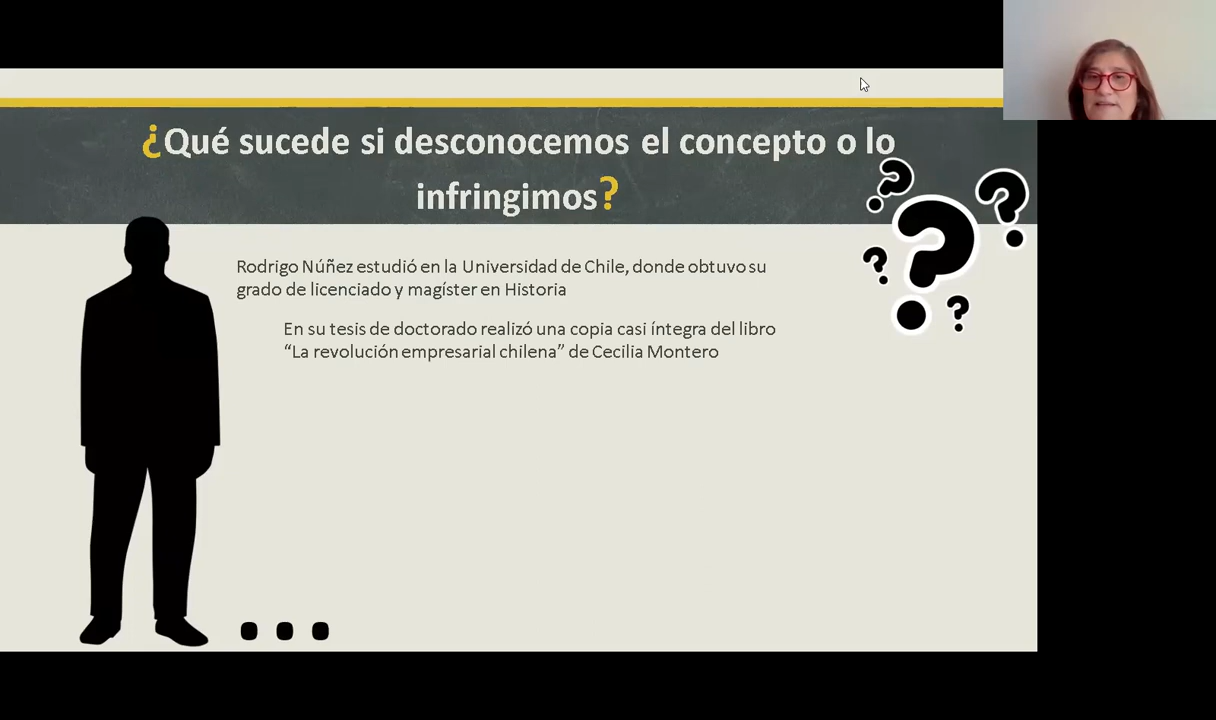 ¿Qué sucede si desconocemos el concepto o lo
infringimos?
Rodrigo Núñez estudió en la Universidad de Chile, donde obtuvo su
grado de licenciado y magíster en Historia
En su tesis de doctorado realizó una copia casi íntegra del libro
“La revolución empresarial chilena” de Cecilia Montero
...